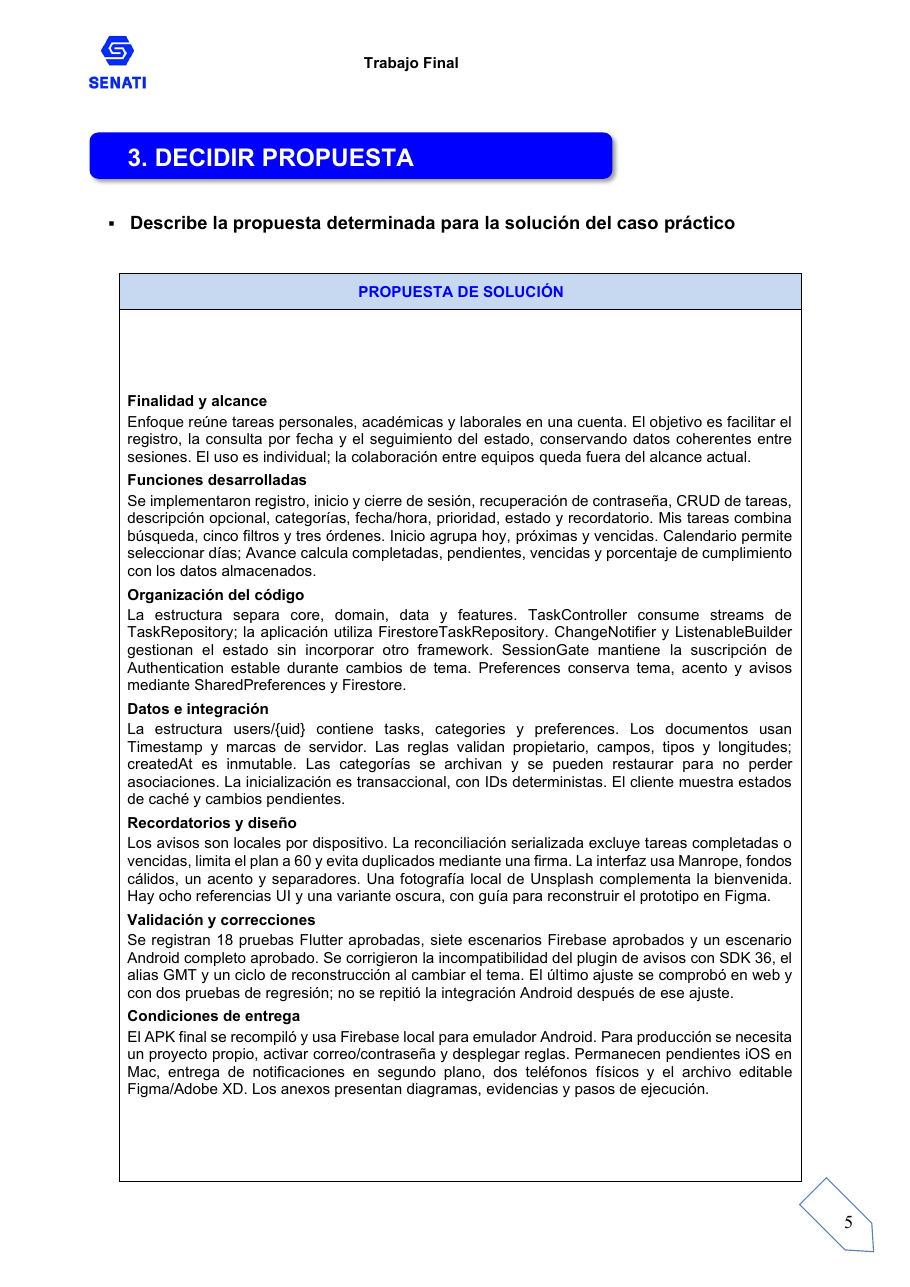 SENATI
Trabajo Final
3. DECIDIR PROPUESTA
▪ Describe la propuesta determinada para la solución del caso práctico
PROPUESTA DE SOLUCIÓN
Finalidad y alcance
Enfoque reúne tareas personales, académicas y laborales en una cuenta. El objetivo es facilitar el
registro, la consulta por fecha y el seguimiento del estado, conservando datos coherentes entre
sesiones. El uso es individual; la colaboración entre equipos queda fuera del alcance actual.
Funciones desarrolladas
Se implementaron registro, inicio y cierre de sesión, recuperación de contraseña, CRUD de tareas,
descripción opcional, categorías, fecha/hora, prioridad, estado y recordatorio. Mis tareas combina
búsqueda, cinco filtros y tres órdenes. Inicio agrupa hoy, próximas y vencidas. Calendario permite
seleccionar días; Avance calcula completadas, pendientes, vencidas y porcentaje de cumplimiento
con los datos almacenados.
Organización del código
La estructura separa core, domain, data y features. TaskController consume streams de
TaskRepository; la aplicación utiliza FirestoreTaskRepository. ChangeNotifier y ListenableBuilder
gestionan el estado sin incorporar otro framework. SessionGate mantiene la suscripción de
Authentication estable durante cambios de tema. Preferences conserva tema, acento y avisos
mediante SharedPreferences y Firestore.
Datos e integración
La estructura users/{uid} contiene tasks, categories y preferences. Los documentos usan
Timestamp y marcas de servidor. Las reglas validan propietario, campos, tipos y longitudes;
createdAt es inmutable. Las categorías se archivan y se pueden restaurar para no perder
asociaciones. La inicialización es transaccional, con IDs deterministas. El cliente muestra estados
de caché y cambios pendientes.
Recordatorios y diseño
Los avisos son locales por dispositivo. La reconciliación serializada excluye tareas completadas o
vencidas, limita el plan a 60 y evita duplicados mediante una firma. La interfaz usa Manrope, fondos
cálidos, un acento y separadores. Una fotografía local de Unsplash complementa la bienvenida.
Hay ocho referencias UI y una variante oscura, con guía para reconstruir el prototipo en Figma.
Validación y correcciones
Se registran 18 pruebas Flutter aprobadas, siete escenarios Firebase aprobados y un escenario
Android completo aprobado. Se corrigieron la incompatibilidad del plugin de avisos con SDK 36, el
alias GMT y un ciclo de reconstrucción al cambiar el tema. El último ajuste se comprobó en web y
con dos pruebas de regresión; no se repitió la integración Android después de ese ajuste.
Condiciones de entrega
El APK final se recompiló y usa Firebase local para emulador Android. Para producción se necesita
un proyecto propio, activar correo/contraseña y desplegar reglas. Permanecen pendientes iOS en
Mac, entrega de notificaciones en segundo plano, dos teléfonos físicos y el archivo editable
Figma/Adobe XD. Los anexos presentan diagramas, evidencias y pasos de ejecución.
5